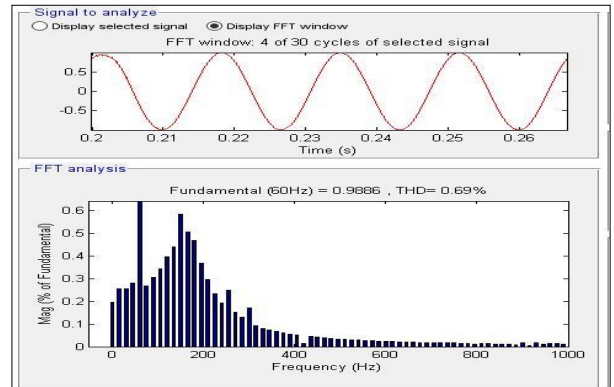 Signal to analyze
Display selected signal Display FFT window
FFT window: 4 of 30 cycles of selected signal
0.5
0
-0.5
0.2 0.21 0.22 0.23 0.24 0.25 0.26
Time (s)
FFT analysis
Fundamental (60Hz) = 0.9886 , THD= 0.69%
Mag (% of Fundamental)
0.6
0.5
0.4
0.3
0.2
0.1
0
0 200 400 600 800 1000
Frequency (Hz)